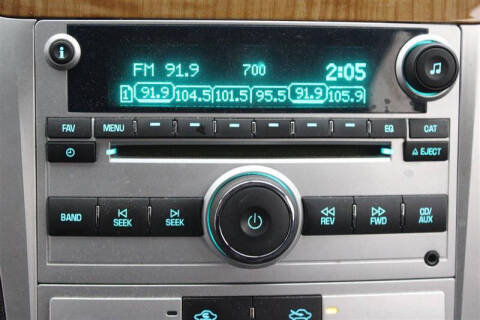 FM 91.9 700 2:05
1 91.9 104.5 101.5 95.5 91.9 105.9
FAV MENU EQ CAT
EJECT
BAND SEEK SEEK REV FWD CD/AUX